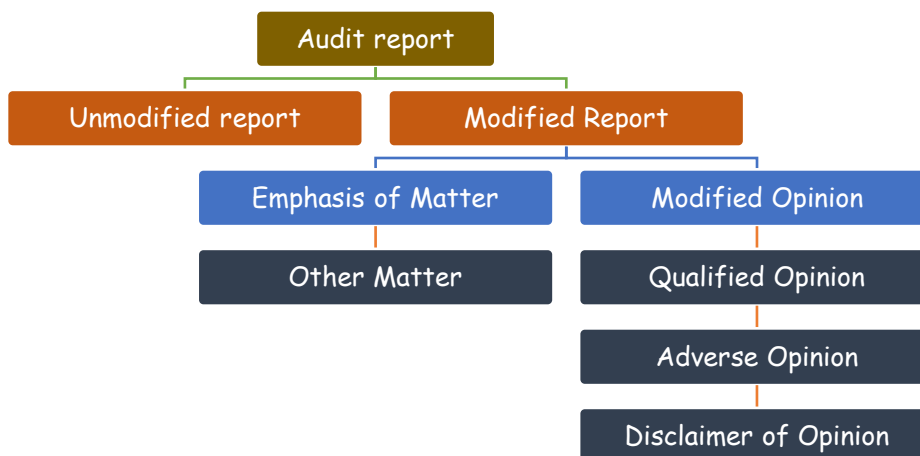 Audit report
Unmodified report
Modified Report
Emphasis of Matter
Modified Opinion
Other Matter
Qualified Opinion
Adverse Opinion
Disclaimer of Opinion